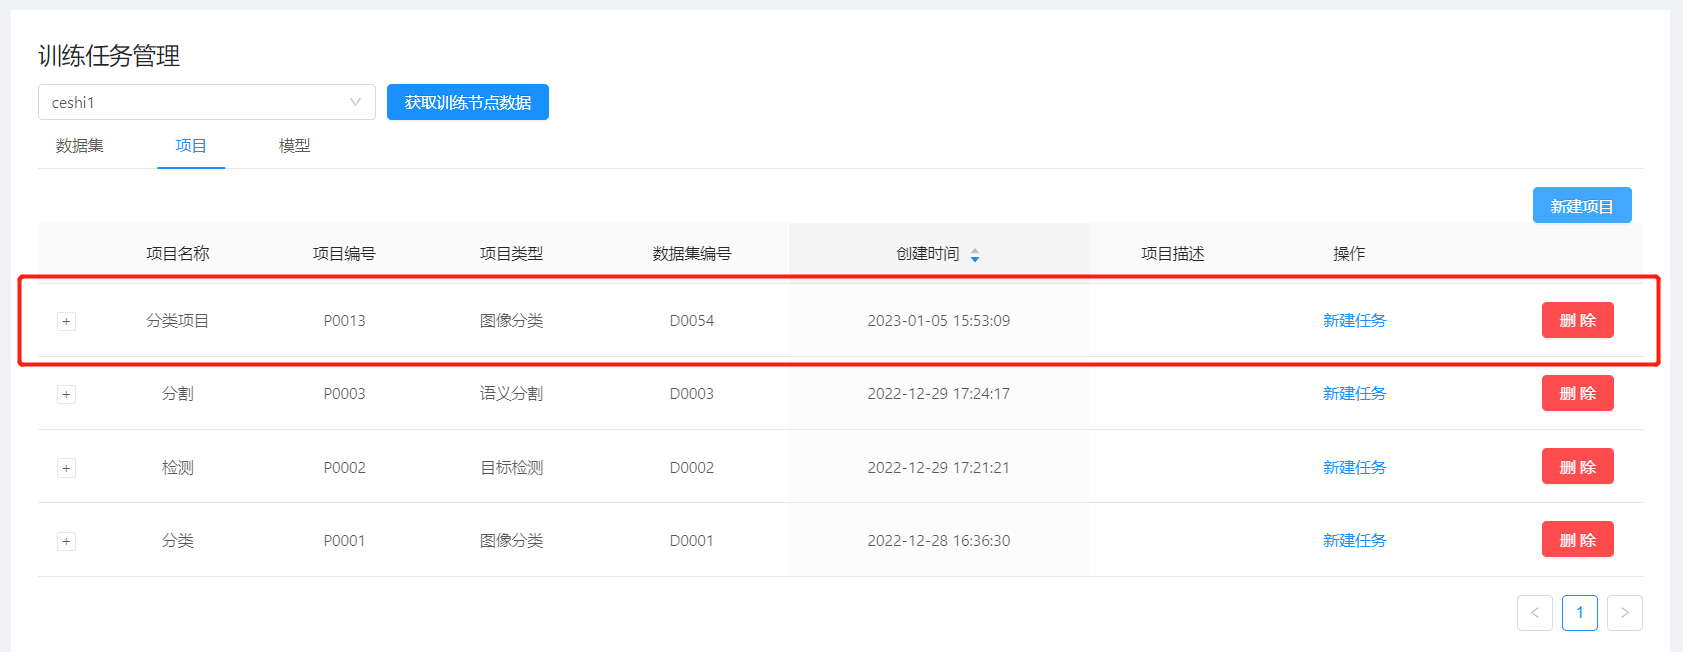 训练任务管理
ceshi1 获取训练节点数据
数据集 项目 模型
新建项目
项目名称 项目编号 项目类型 数据集编号 创建时间 项目描述 操作
+ 分类项目 P0013 图像分类 D0054 2023-01-05 15:53:09 新建任务 删 除
+ 分割 P0003 语义分割 D0003 2022-12-29 17:24:17 新建任务 删 除
+ 检测 P0002 目标检测 D0002 2022-12-29 17:21:21 新建任务 删 除
+ 分类 P0001 图像分类 D0001 2022-12-28 16:36:30 新建任务 删 除
< 1 >